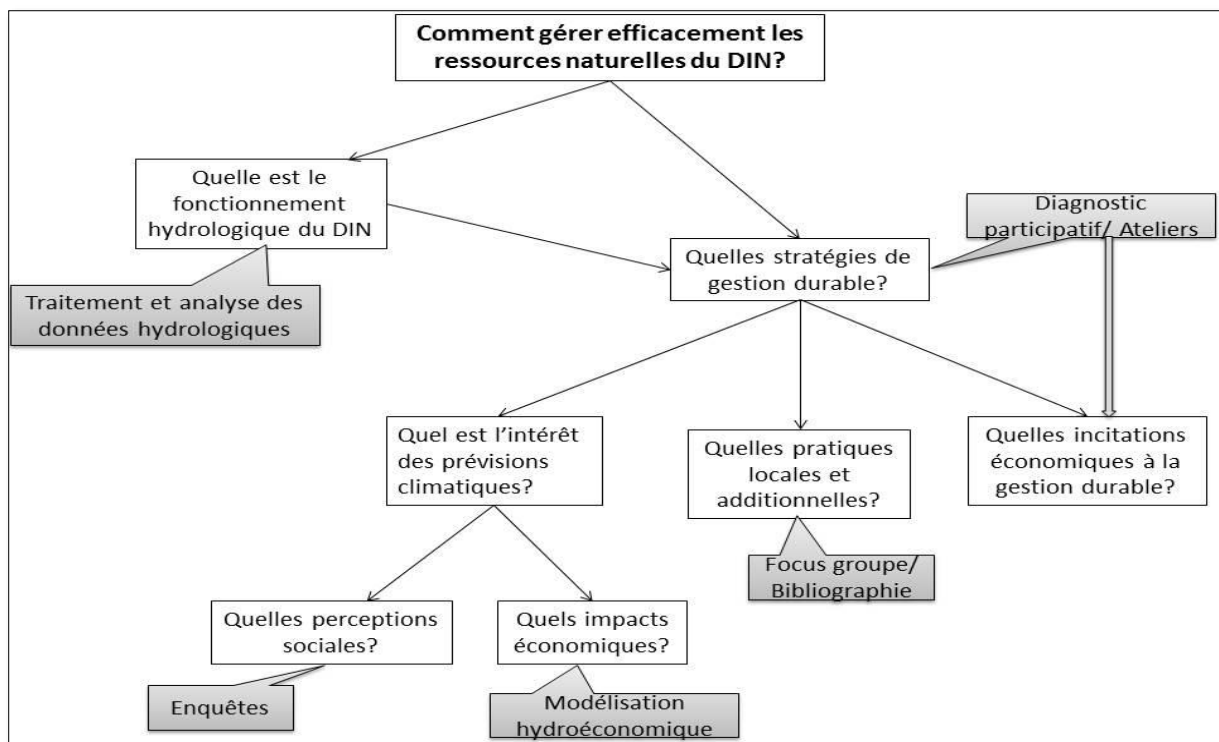 Comment gérer efficacement les
ressources naturelles du DIN?
Quelle est le
fonctionnement
hydrologique du DIN
Diagnostic
participatif/ Ateliers
Quelles stratégies de
gestion durable?
Traitement et analyse des
données hydrologiques
Quel est l'intérêt
des prévisions
climatiques?
Quelles pratiques
locales et
additionnelles?
Quelles incitations
économiques à la
gestion durable?
Focus groupe/
Bibliographie
Quelles perceptions
sociales?
Quels impacts
économiques?
Enquêtes
Modélisation
hydroéconomique